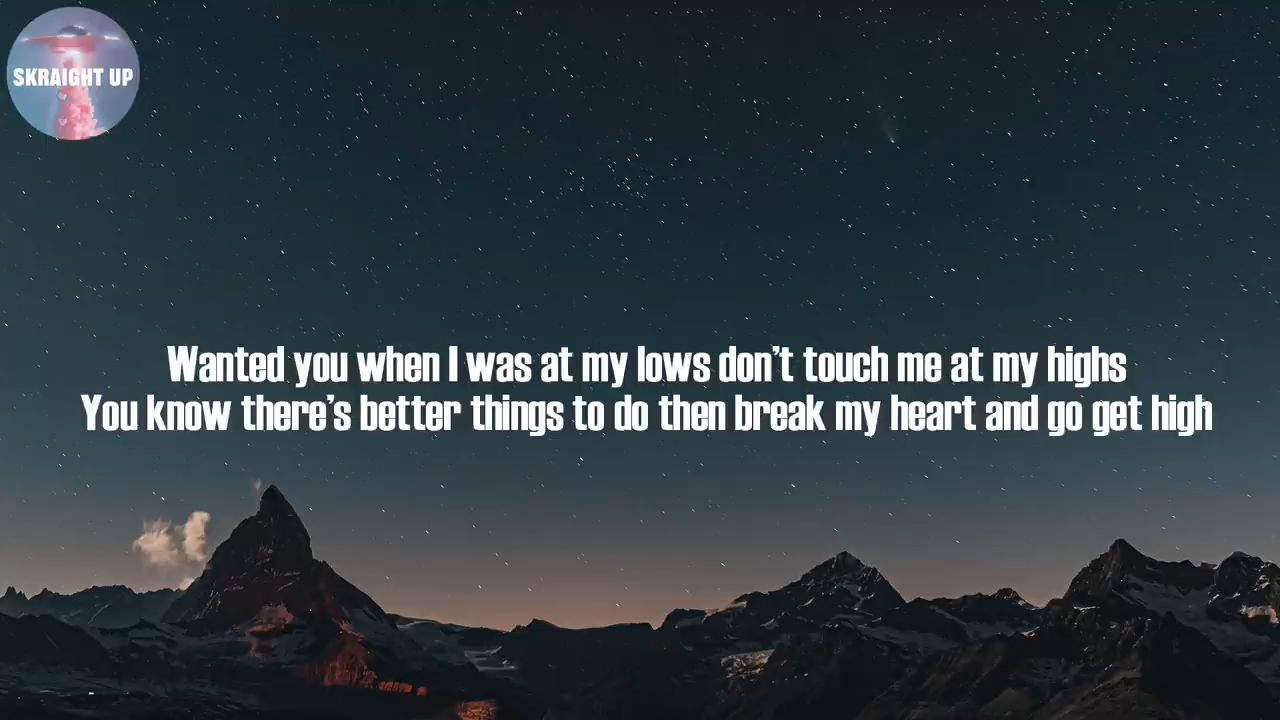 SKRAIGHT UP
Wanted you when I was at my lows don't touch me at my highs
You know there's better things to do then break my heart and go get high